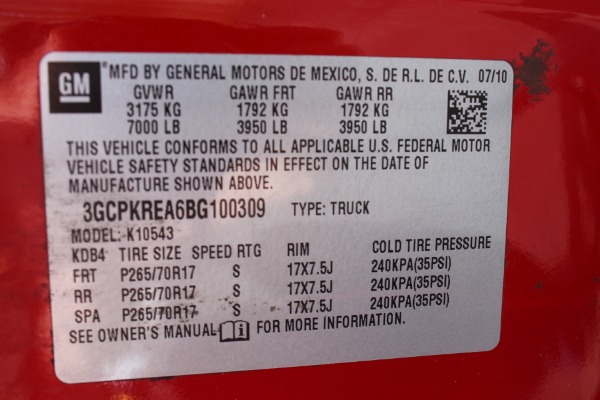 GM *MFD BY GENERAL MOTORS DE MEXICO, S. DE R.L. DE C.V. 07/10
GVWR GAWR FRT GAWR RR
3175 KG 1792 KG 1792 KG
7000 LB 3950 LB 3950 LB
THIS VEHICLE CONFORMS TO ALL APPLICABLE U.S. FEDERAL MOTOR
VEHICLE SAFETY STANDARDS IN EFFECT ON THE DATE OF
MANUFACTURE SHOWN ABOVE.
3GCPKREA6BG100309 TYPE: TRUCK
MODEL: K10543
KDB4 TIRE SIZE SPEED RTG RIM COLD TIRE PRESSURE
FRT P265/70R17 S 17X7.5J 240KPA(35PSI)
RR P265/70R17 S 17X7.5J 240KPA(35PSI)
SPA P265/70R17 S 17X7.5J 240KPA(35PSI)
SEE OWNER'S MANUAL FOR MORE INFORMATION.